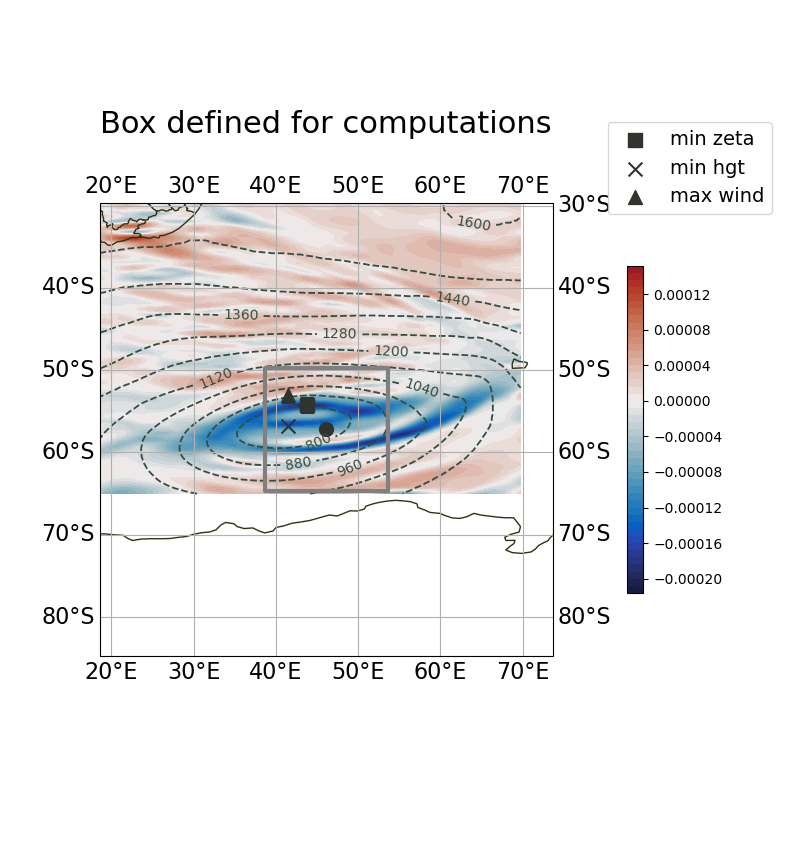 Box defined for computations
min zeta
min hgt
max wind
20°E 30°E 40°E 50°E 60°E 70°E
30°S
1600
40°S 40°S
1440
1360
1280
1200
50°S 50°S
1120
1040
800
60°S 60°S
880
960
70°S 70°S
80°S 80°S
20°E 30°E 40°E 50°E 60°E 70°E
0.00012
0.00008
0.00004
0.00000
−0.00004
−0.00008
−0.00012
−0.00016
−0.00020